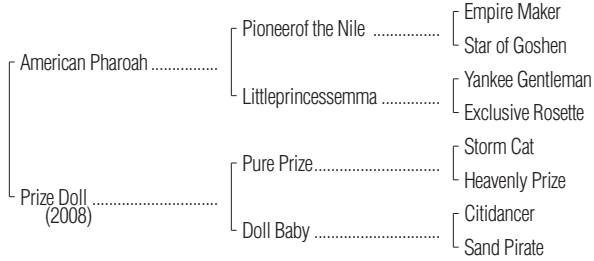 American Pharoah ................
Pioneerof the Nile ................
Empire Maker
Star of Goshen
Littleprincessemma ..............
Yankee Gentleman
Exclusive Rosette
Prize Doll ..............................
(2008)
Pure Prize..............................
Storm Cat
Heavenly Prize
Doll Baby ..............................
Citidancer
Sand Pirate